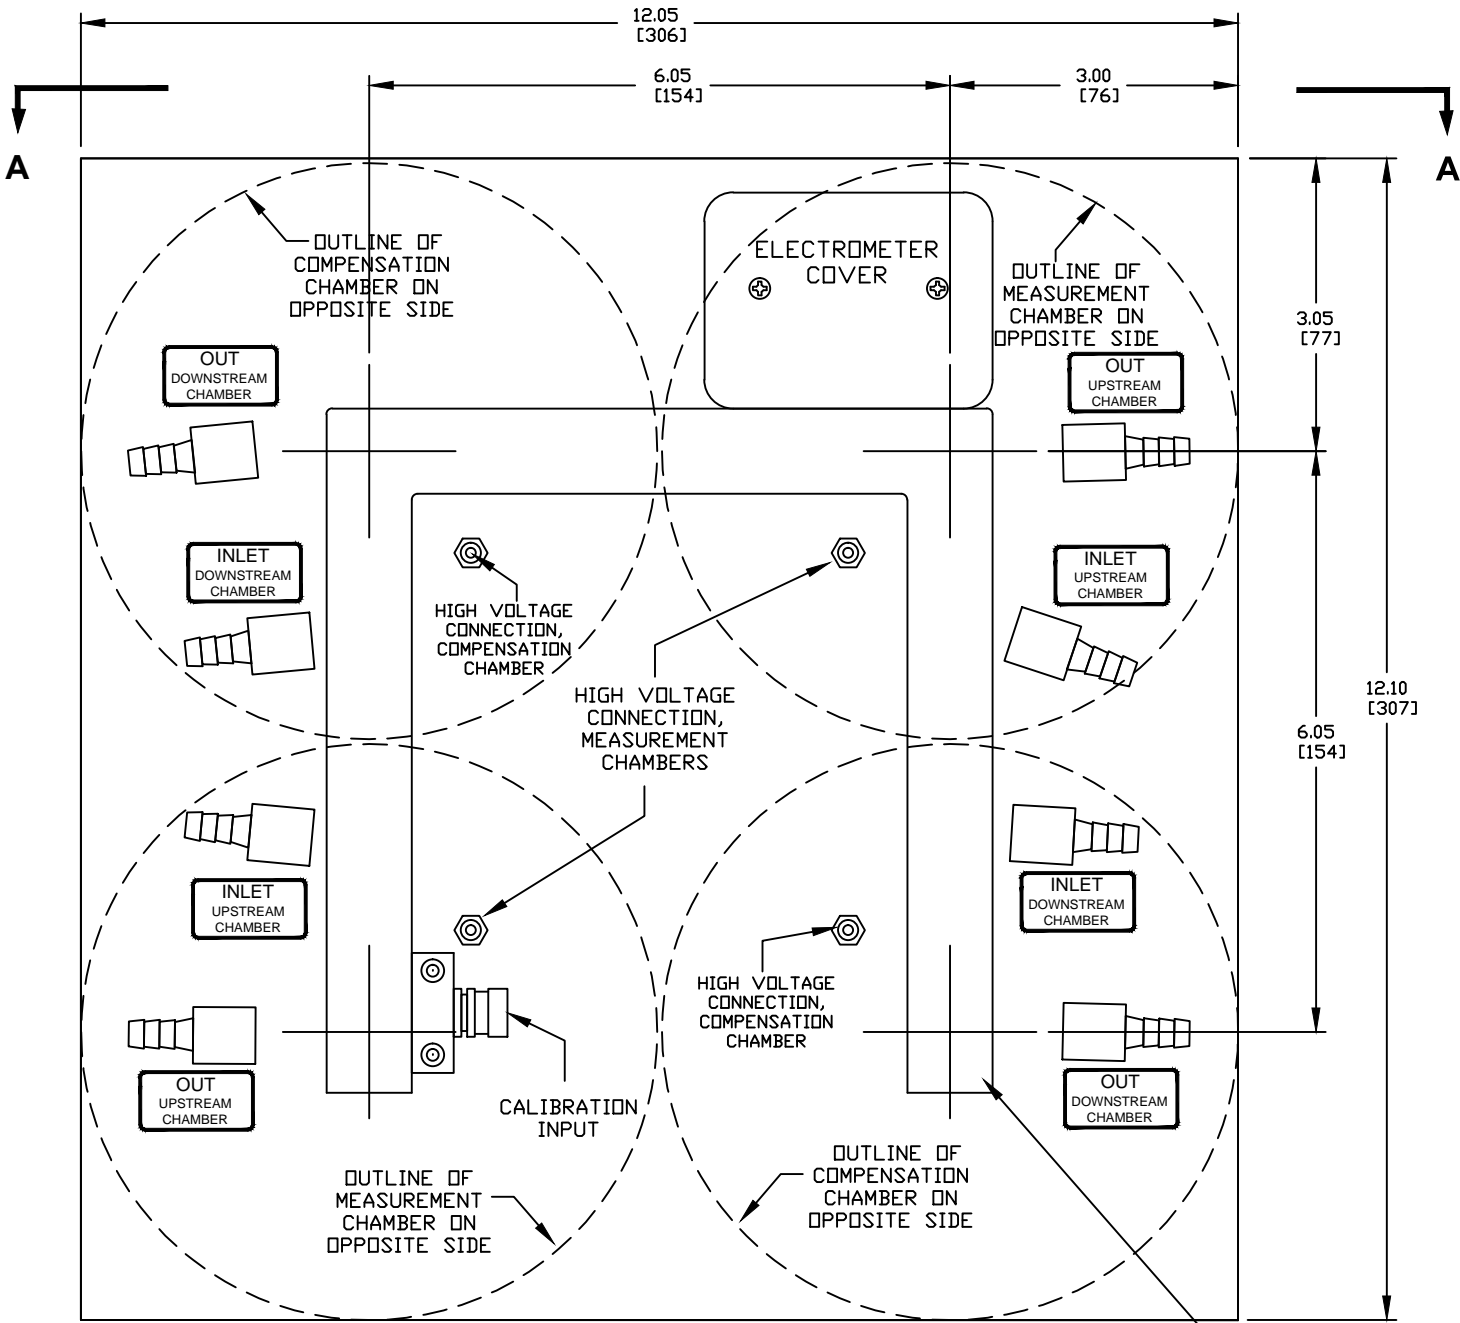 12.05
[306]
6.05
[154]
3.00
[76]
A
A
OUTLINE OF
COMPENSATION
CHAMBER ON
OPPOSITE SIDE
ELECTROMETER
COVER
OUTLINE OF
MEASUREMENT
CHAMBER ON
OPPOSITE SIDE
3.05
[77]
OUT
DOWNSTREAM
CHAMBER
OUT
UPSTREAM
CHAMBER
INLET
DOWNSTREAM
CHAMBER
INLET
UPSTREAM
CHAMBER
HIGH VOLTAGE
CONNECTION,
COMPENSATION
CHAMBER
HIGH VOLTAGE
CONNECTION,
MEASUREMENT
CHAMBERS
12.10
[307]
6.05
[154]
INLET
UPSTREAM
CHAMBER
INLET
DOWNSTREAM
CHAMBER
HIGH VOLTAGE
CONNECTION,
COMPENSATION
CHAMBER
OUT
UPSTREAM
CHAMBER
OUT
DOWNSTREAM
CHAMBER
CALIBRATION
INPUT
OUTLINE OF
MEASUREMENT
CHAMBER ON
OPPOSITE SIDE
OUTLINE OF
COMPENSATION
CHAMBER ON
OPPOSITE SIDE